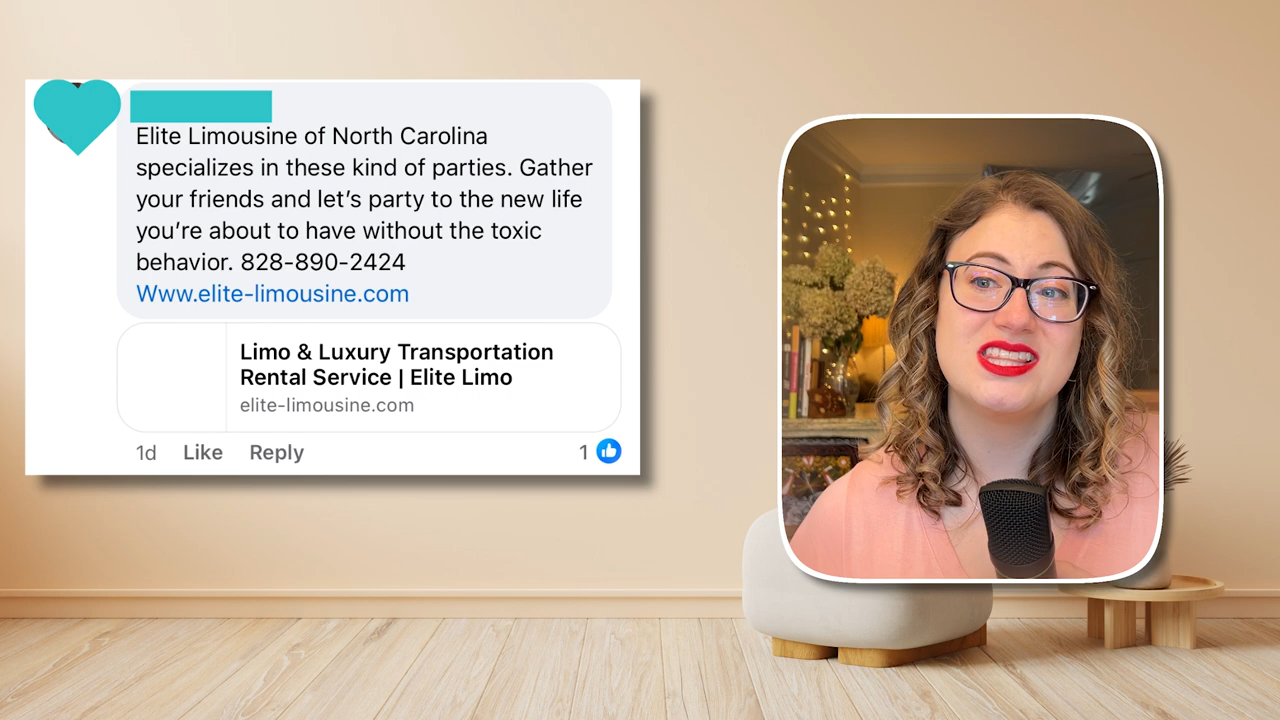 Elite Limousine of North Carolina
specializes in these kind of parties. Gather
your friends and let’s party to the new life
you’re about to have without the toxic
behavior. 828-890-2424
Www.elite-limousine.com
Limo & Luxury Transportation
Rental Service | Elite Limo
elite-limousine.com
1d Like Reply 1